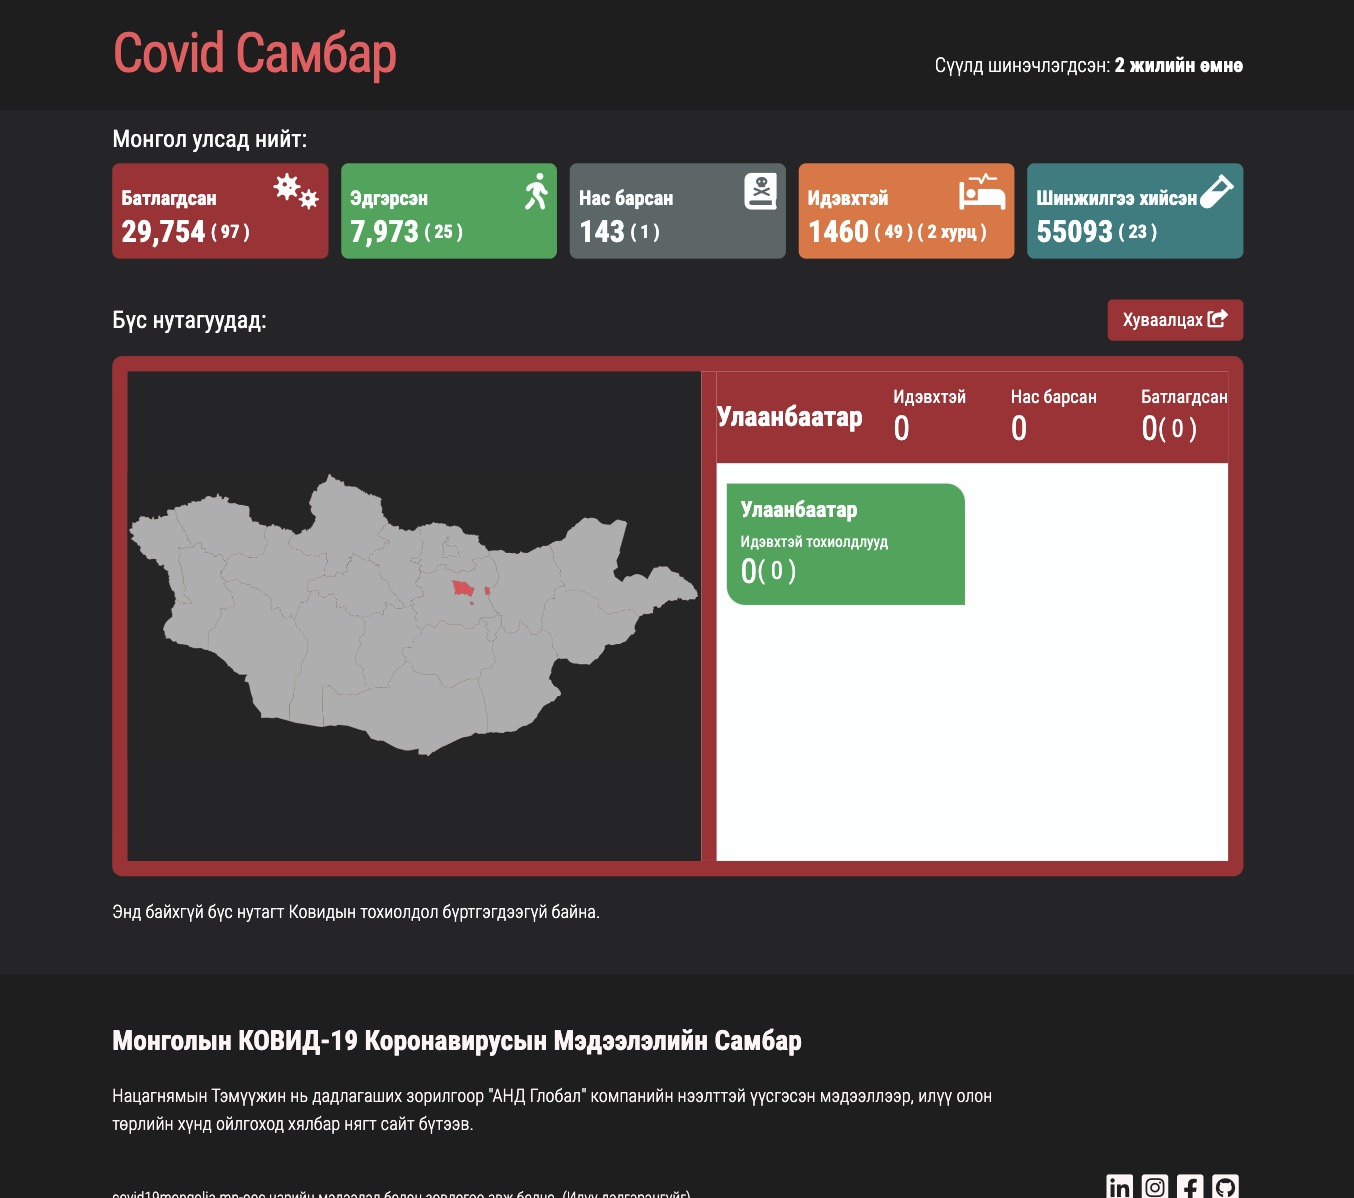 Covid Самбар
Сүүлд шинэчлэгдсэн: 2 жилийн өмнө
Монгол улсад нийт:
Батлагдсан
29,754 ( 97 )
Эдгэрсэн
7,973 ( 25 )
Нас барсан
143 ( 1 )
Идэвхтэй
1460 ( 49 ) ( 2 хурц )
Шинжилгээ хийсэн
55093 ( 23 )
Бүс нутагуудад:
Хуваалцах
Улаанбаатар
Идэвхтэй
0
Нас барсан
0
Батлагдсан
0( 0 )
Улаанбаатар
Идэвхтэй тохиолдлууд
0( 0 )
Энд байхгүй бүс нутагт Ковидын тохиолдол бүртгэгдээгүй байна.
Монголын КОВИД-19 Коронавирусын Мэдээлэлийн Самбар
Нацагнямын Тэмүүжин нь дадлагаших зорилгоор "АНД Глобал" компанийн нээлттэй үүсгэсэн мэдээллээр, илүү олон
төрлийн хүнд ойлгоход хялбар нягт сайт бүтээв.